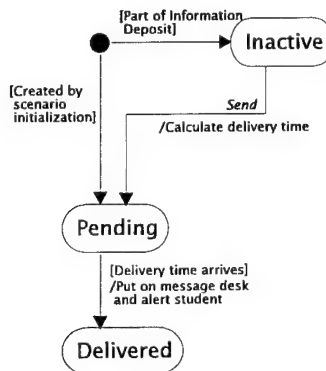 [Part of Information
Deposit]
Inactive
[Created by
scenario
initialization]
Send
/Calculate delivery time
Pending
[Delivery time arrives]
/Put on message desk
and alert student
Delivered